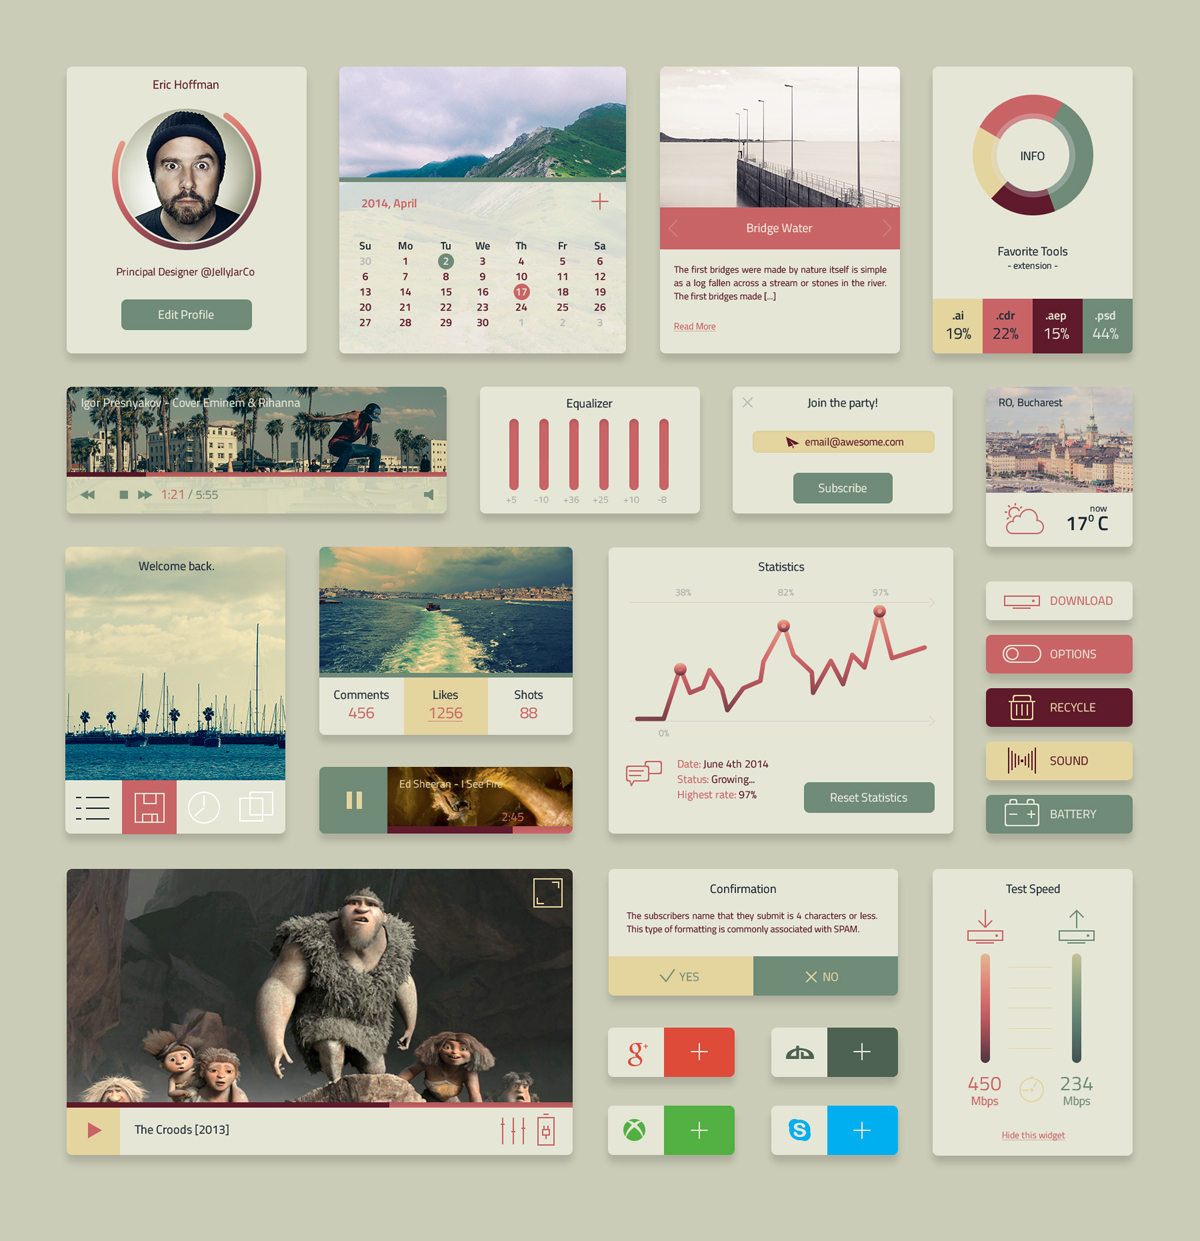 Eric Hoffman
Principal Designer @JellyJarCo
Edit Profile
2014, April
Su Mo Tu We Th Fr Sa
30 1 2 3 4 5 6
6 7 8 9 10 11 12
13 14 15 16 17 18 19
20 21 22 23 24 25 26
27 28 29 30 1 2 3
Bridge Water
The first bridges were made by nature itself is simple
as a log fallen across a stream or stones in the river.
The first bridges made [...]
Read More
INFO
Favorite Tools
- extension -
.ai .cdr .aep .psd
19% 22% 15% 44%
Igor Presnyakov - Cover Eminem & Rihanna
1:21 / 5:55
Equalizer
+5 -10 +36 +25 +10 -8
Join the party!
email@awesome.com
Subscribe
RO, Bucharest
now
17° C
Welcome back.
Comments Likes Shots
456 1256 88
Ed Sheeran - I See Fire
2:45
Statistics
38% 82% 97%
0%
Date: June 4th 2014
Status: Growing...
Highest rate: 97%
Reset Statistics
DOWNLOAD
OPTIONS
RECYCLE
SOUND
BATTERY
The Croods [2013]
Confirmation
The subscribers name that they submit is 4 characters or less.
This type of formatting is commonly associated with SPAM.
YES NO
g+
Test Speed
450 234
Mbps Mbps
Hide this widget